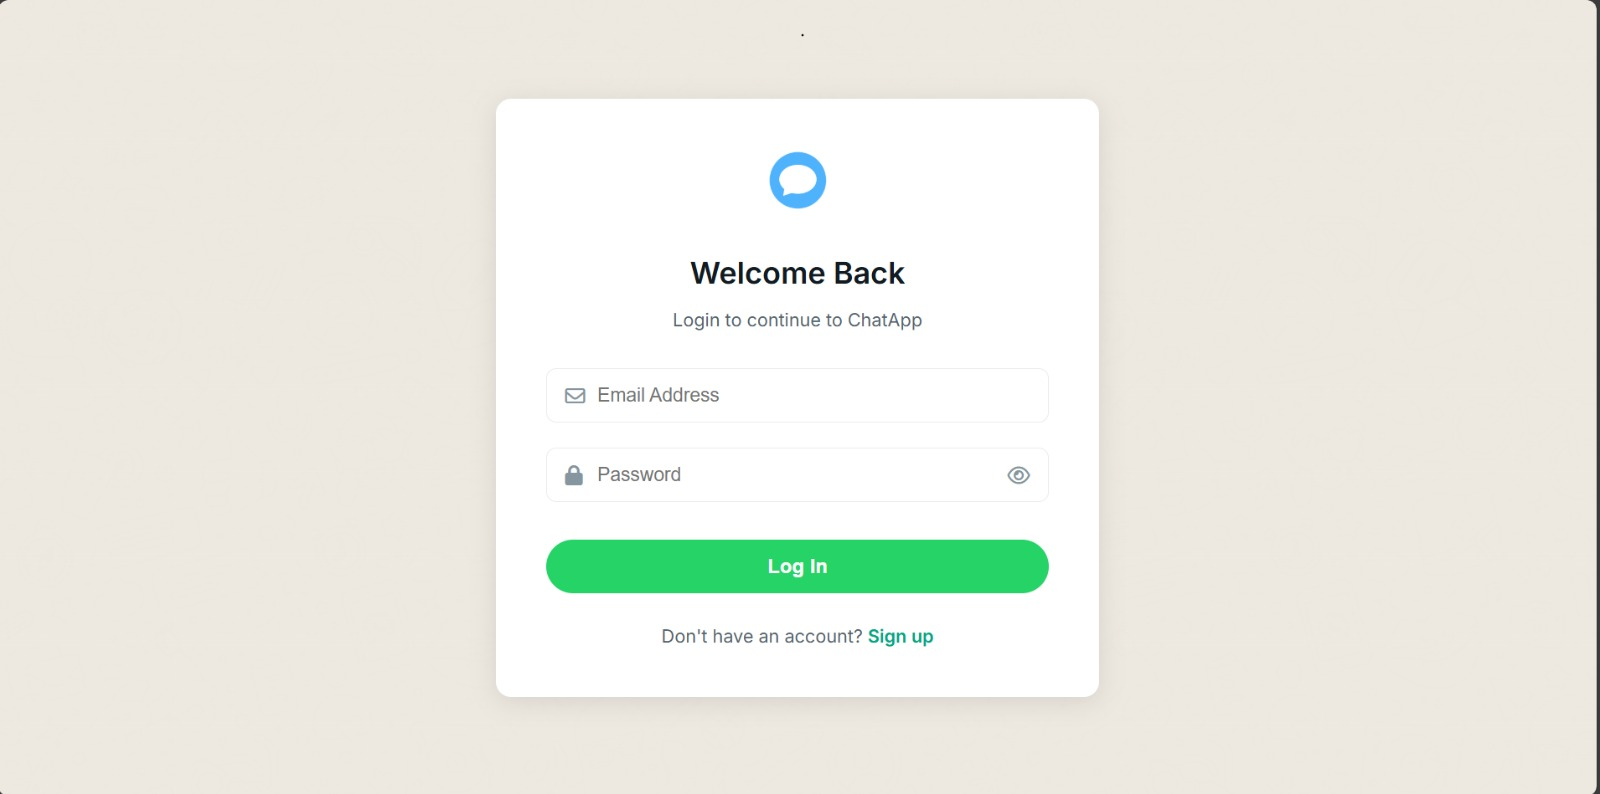 .
Welcome Back
Login to continue to ChatApp
Email Address
Password
Log In
Don't have an account? Sign up